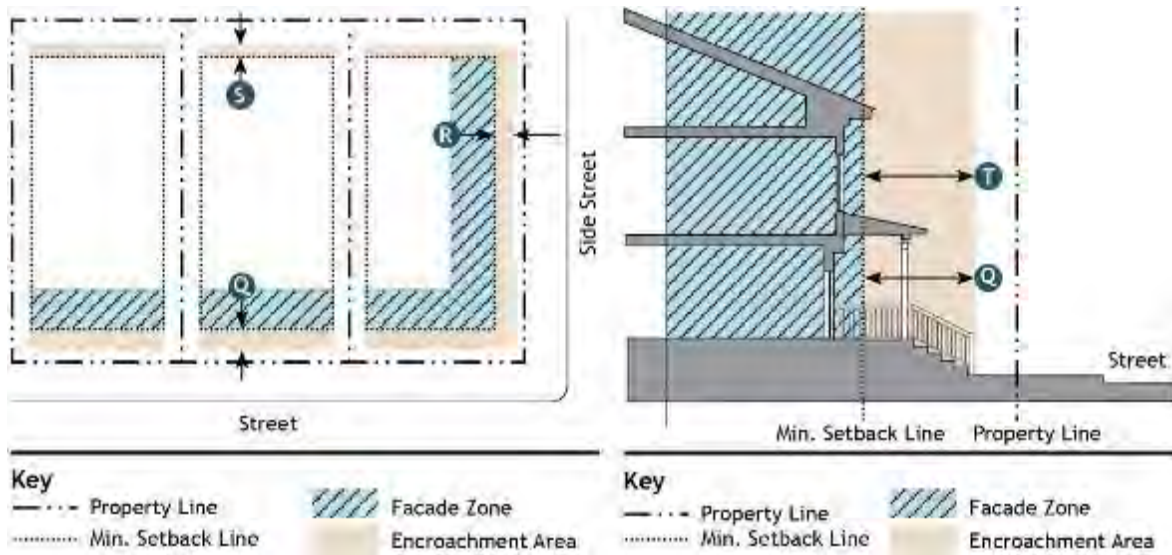 S
R
Q
Side Street
Street
Key
Property Line
Min. Setback Line
Facade Zone
Encroachment Area
T
Q
Street
Min. Setback Line
Property Line
Key
Property Line
Min. Setback Line
Facade Zone
Encroachment Area